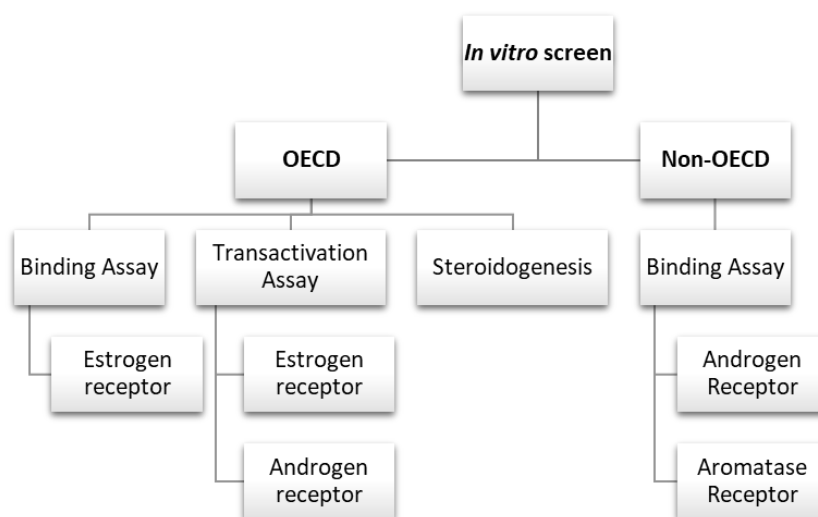 In vitro screen
OECD
Non-OECD
Binding Assay
Transactivation
Assay
Steroidogenesis
Binding Assay
Estrogen
receptor
Estrogen
receptor
Androgen
Receptor
Androgen
receptor
Aromatase
Receptor